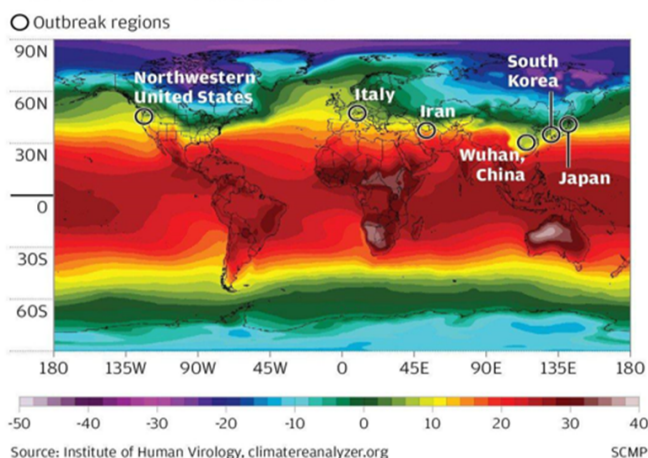 Outbreak regions
90N
60N
30N
0
30S
60S
Northwestern
United States
Italy
Iran
South
Korea
Wuhan,
China
Japan
180 135W 90W 45W 0 45E 90E 135E 180
-50 -40 -30 -20 -10 0 10 20 30 40
Source: Institute of Human Virology, climatereanalyzer.org SCMP